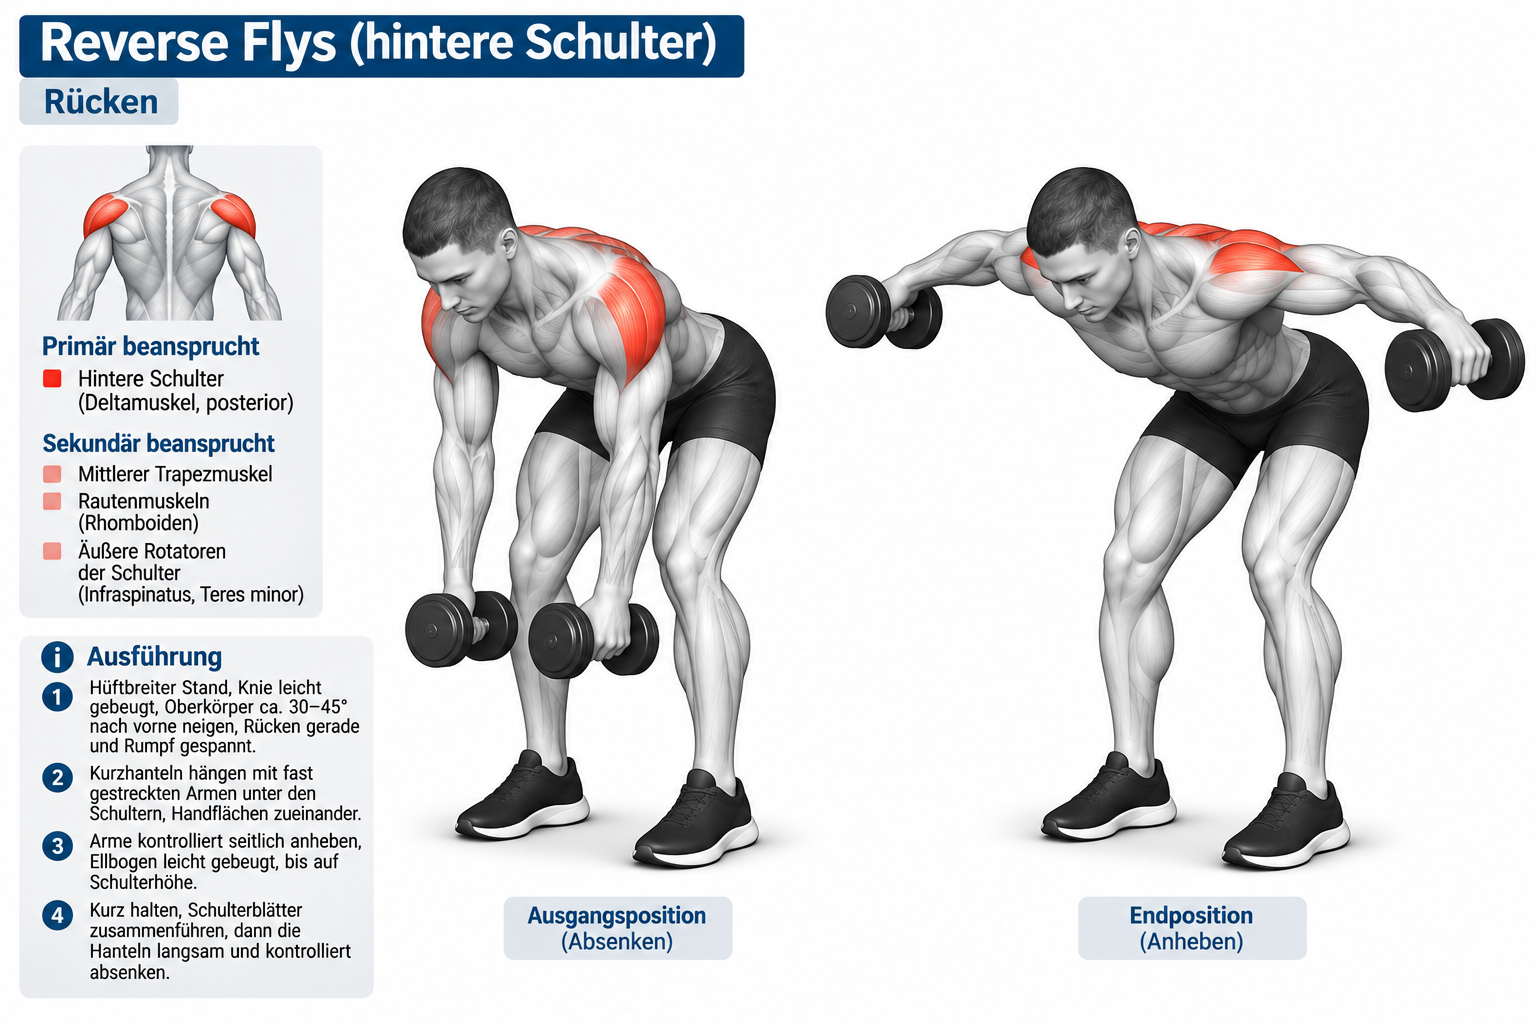 Reverse Flys (hintere Schulter)
Rücken
Primär beansprucht
Hintere Schulter
(Deltamuskel, posterior)
Sekundär beansprucht
Mittlerer Trapezmuskel
Rautenmuskeln
(Rhomboiden)
Äußere Rotatoren
der Schulter
(Infraspinatus, Teres minor)
i Ausführung
1 Hüftbreiter Stand, Knie leicht
gebeugt, Oberkörper ca. 30–45°
nach vorne neigen, Rücken gerade
und Rumpf gespannt.
2 Kurzhanteln hängen mit fast
gestreckten Armen unter den
Schultern, Handflächen zueinander.
3 Arme kontrolliert seitlich anheben,
Ellbogen leicht gebeugt, bis auf
Schulterhöhe.
4 Kurz halten, Schulterblätter
zusammenführen, dann die
Hanteln langsam und kontrolliert
absenken.
Ausgangsposition
(Absenken)
Endposition
(Anheben)